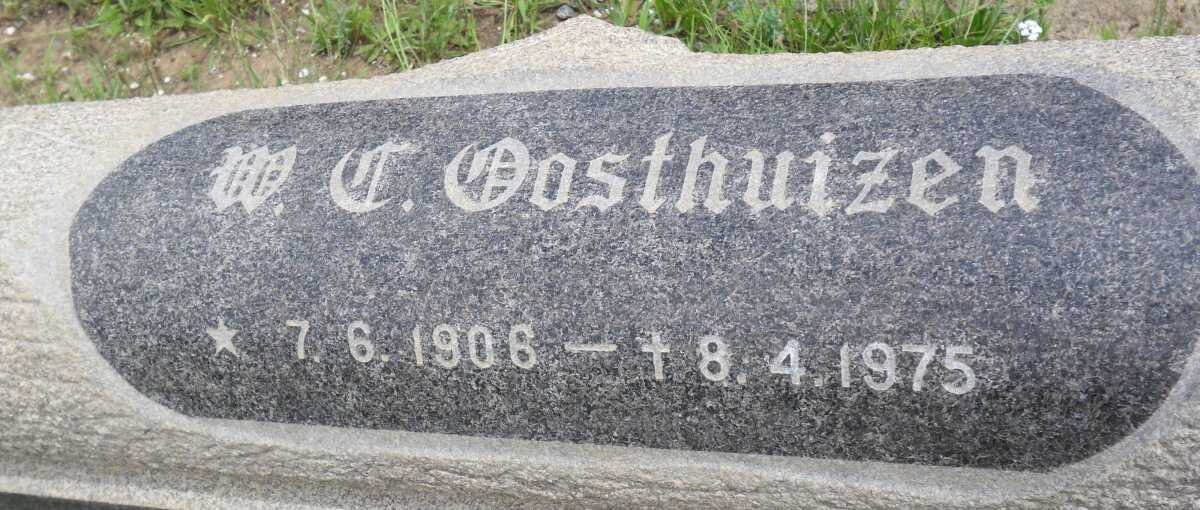 W. C. Oosthuizen
★ 7. 6. 1906 — † 8. 4. 1975